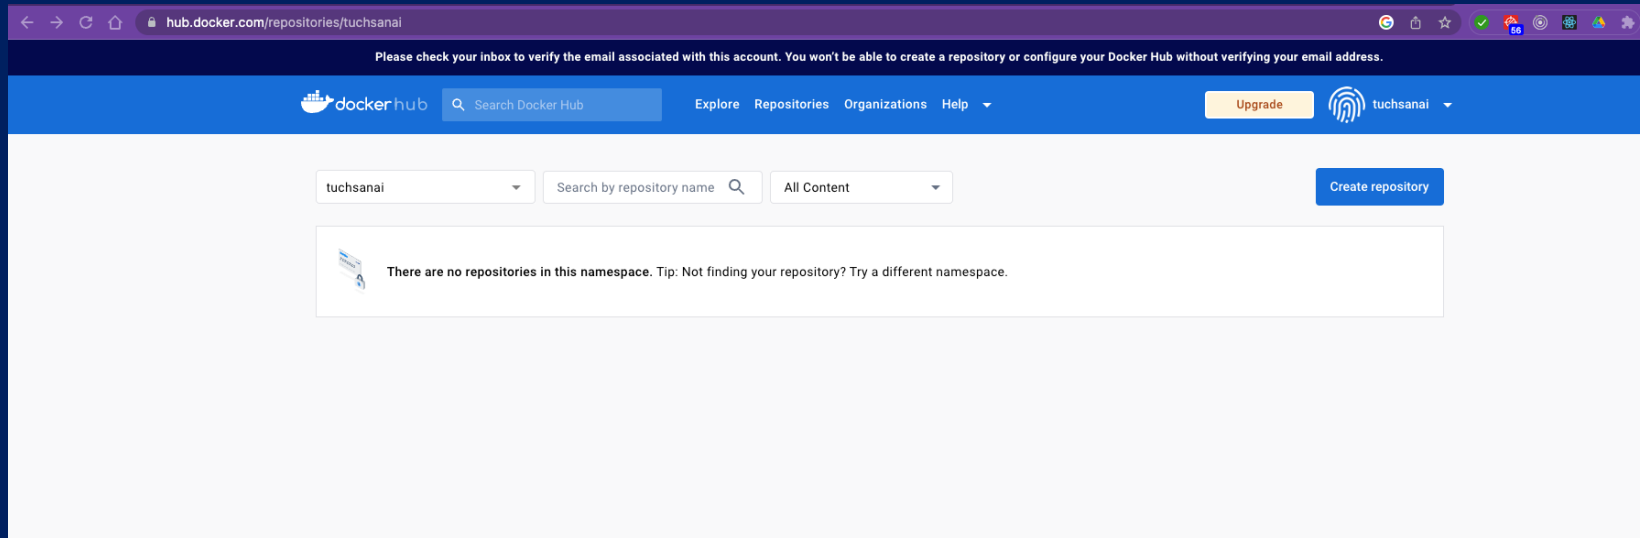 hub.docker.com/repositories/tuchsanai
56
Please check your inbox to verify the email associated with this account. You won't be able to create a repository or configure your Docker Hub without verifying your email address.
dockerhub
Search Docker Hub
Explore
Repositories
Organizations
Help
Upgrade
tuchsanai
tuchsanai
Search by repository name
All Content
Create repository
There are no repositories in this namespace. Tip: Not finding your repository? Try a different namespace.